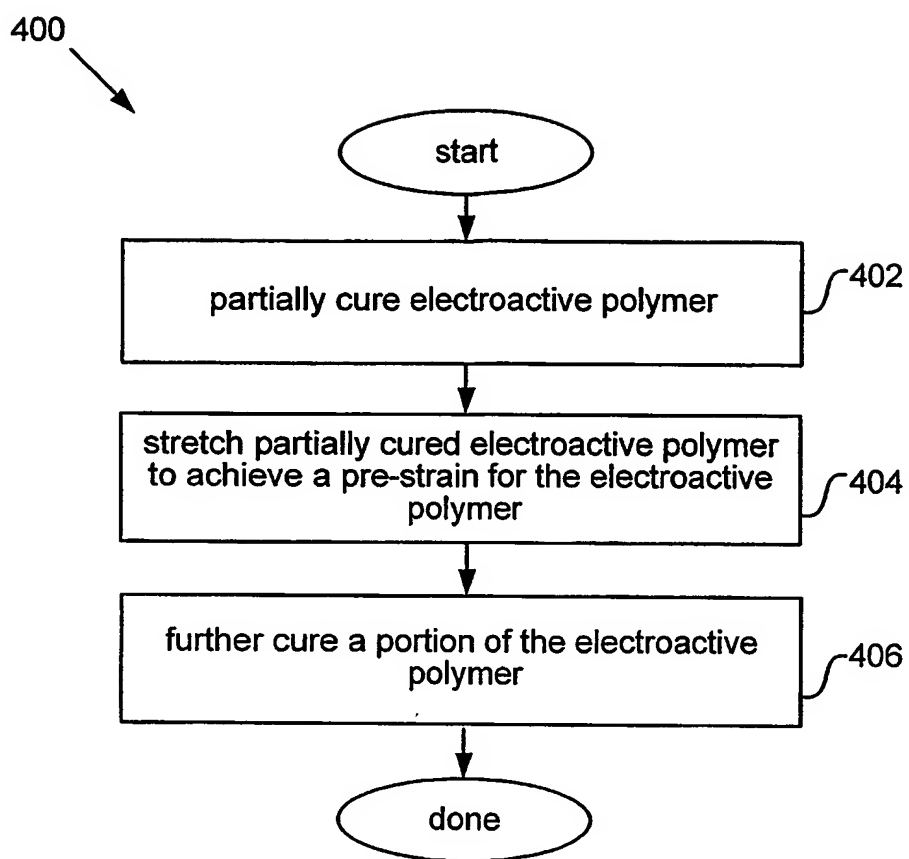 400
start
partially cure electroactive polymer
402
stretch partially cured electroactive polymer
to achieve a pre-strain for the electroactive
polymer
404
further cure a portion of the electroactive
polymer
406
done